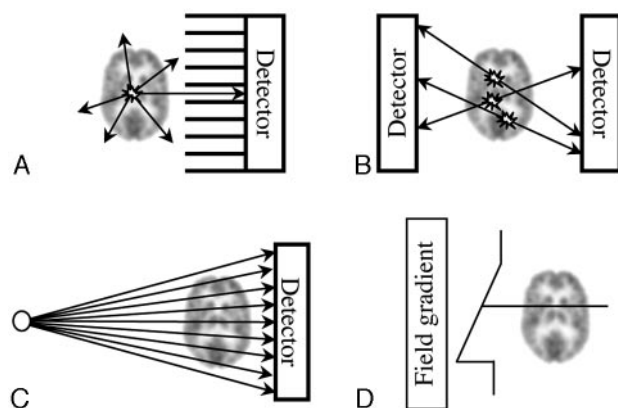 Detector
A
Detector
Detector
B
Detector
C
Field gradient
D